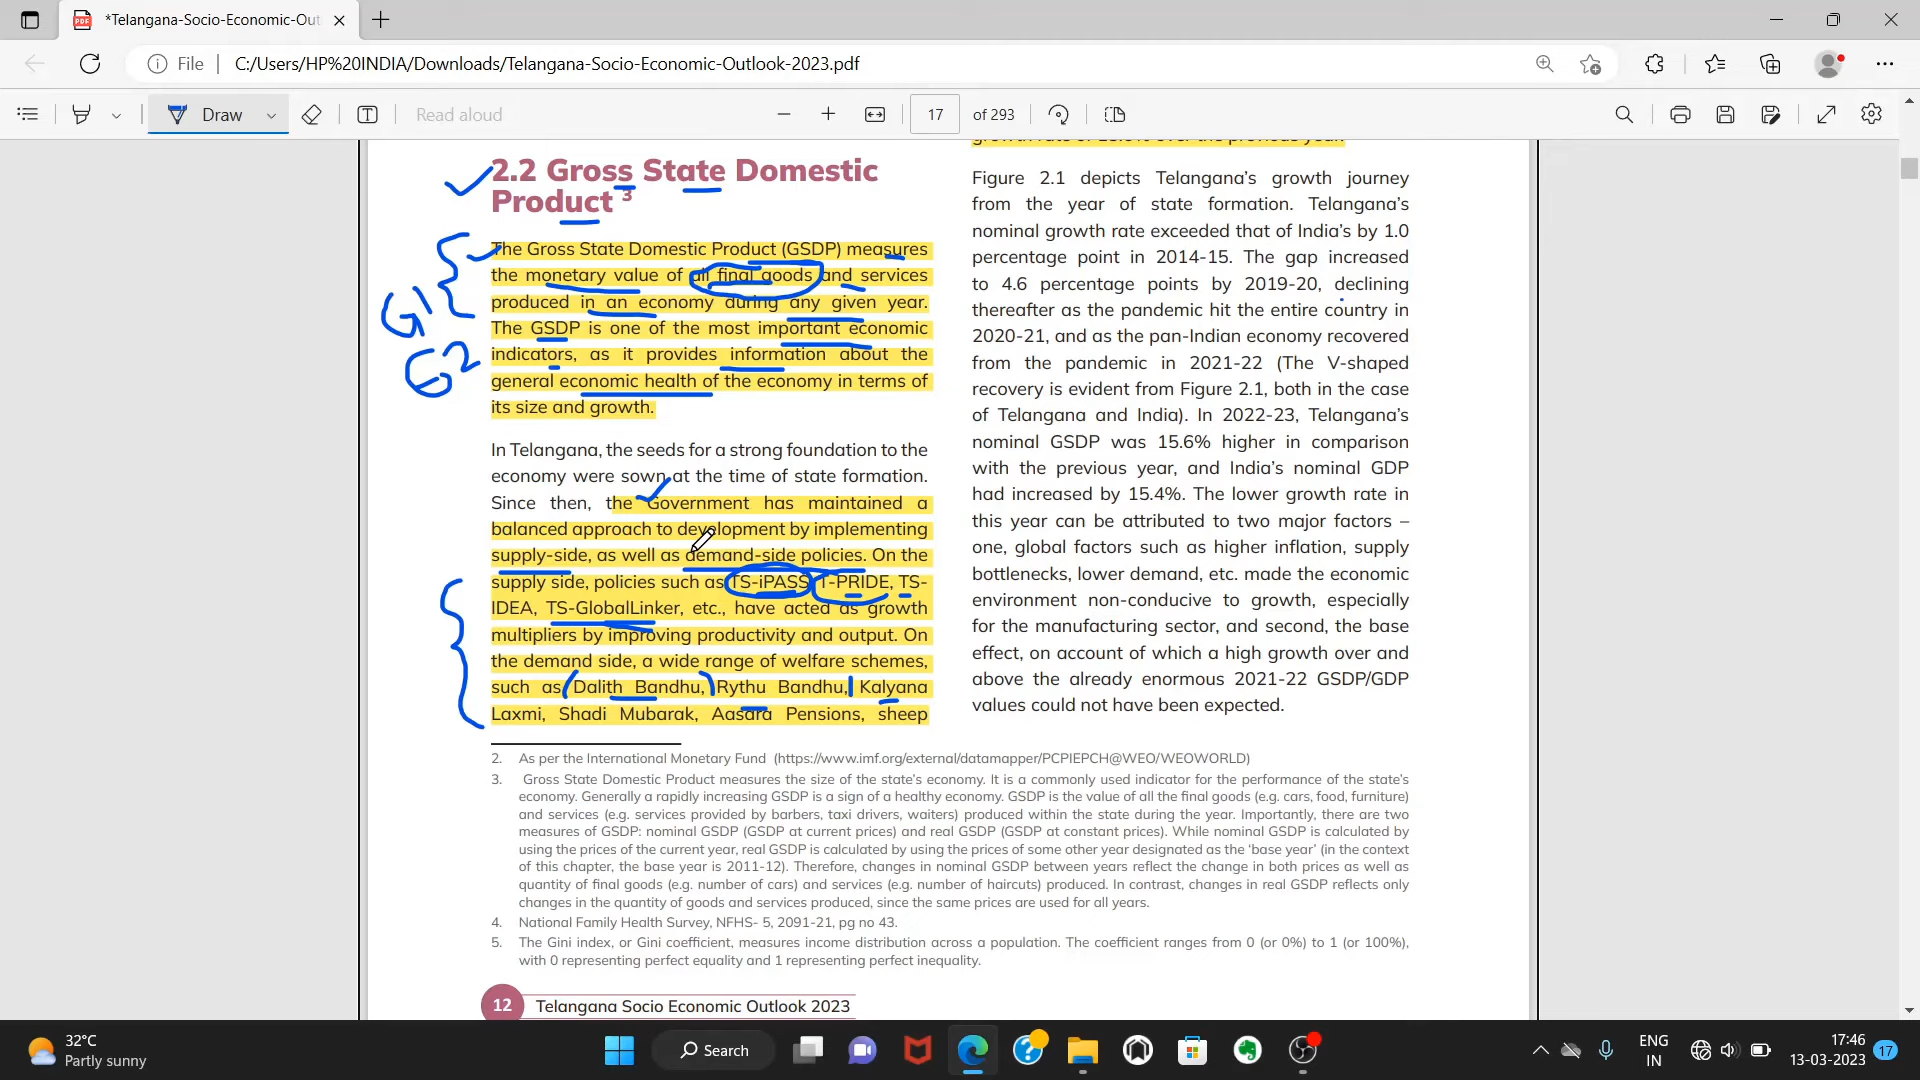 *Telangana-Socio-Economic-Out
File
C:/Users/HP%20INDIA/Downloads/Telangana-Socio-Economic-Outlook-2023.pdf
Draw
Read aloud
17
of 293
2.2 Gross State Domestic
Product 3
The Gross State Domestic Product (GSDP) measures
the monetary value of all final goods and services
produced in an economy during any given year.
The GSDP is one of the most important economic
indicators, as it provides information about the
general economic health of the economy in terms of
its size and growth.
G1
G2
In Telangana, the seeds for a strong foundation to the
economy were sown at the time of state formation.
Since then, the Government has maintained a
balanced approach to development by implementing
supply-side, as well as demand-side policies. On the
supply side, policies such as TS-iPASS, T-PRIDE, TS-
IDEA, TS-GlobalLinker, etc., have acted as growth
multipliers by improving productivity and output. On
the demand side, a wide range of welfare schemes,
such as Dalith Bandhu, Rythu Bandhu, Kalyana
Laxmi, Shadi Mubarak, Aasara Pensions, sheep
growth rate of 15.6% over the previous year.
Figure 2.1 depicts Telangana's growth journey
from the year of state formation. Telangana's
nominal growth rate exceeded that of India's by 1.0
percentage point in 2014-15. The gap increased
to 4.6 percentage points by 2019-20, declining
thereafter as the pandemic hit the entire country in
2020-21, and as the pan-Indian economy recovered
from the pandemic in 2021-22 (The V-shaped
recovery is evident from Figure 2.1, both in the case
of Telangana and India). In 2022-23, Telangana's
nominal GSDP was 15.6% higher in comparison
with the previous year, and India's nominal GDP
had increased by 15.4%. The lower growth rate in
this year can be attributed to two major factors –
one, global factors such as higher inflation, supply
bottlenecks, lower demand, etc. made the economic
environment non-conducive to growth, especially
for the manufacturing sector, and second, the base
effect, on account of which a high growth over and
above the already enormous 2021-22 GSDP/GDP
values could not have been expected.
2. As per the International Monetary Fund (https://www.imf.org/external/datamapper/PCPIEPCH@WEO/WEOWORLD)
3. Gross State Domestic Product measures the size of the state's economy. It is a commonly used indicator for the performance of the state's
economy. Generally a rapidly increasing GSDP is a sign of a healthy economy. GSDP is the value of all the final goods (e.g. cars, food, furniture)
and services (e.g. services provided by barbers, taxi drivers, waiters) produced within the state during the year. Importantly, there are two
measures of GSDP: nominal GSDP (GSDP at current prices) and real GSDP (GSDP at constant prices). While nominal GSDP is calculated by
using the prices of the current year, real GSDP is calculated by using the prices of some other year designated as the 'base year' (in the context
of this chapter, the base year is 2011-12). Therefore, changes in nominal GSDP between years reflect the change in both prices as well as
quantity of final goods (e.g. number of cars) and services (e.g. number of haircuts) produced. In contrast, changes in real GSDP reflects only
changes in the quantity of goods and services produced, since the same prices are used for all years.
4. National Family Health Survey, NFHS- 5, 2091-21, pg no 43.
5. The Gini index, or Gini coefficient, measures income distribution across a population. The coefficient ranges from 0 (or 0%) to 1 (or 100%),
with 0 representing perfect equality and 1 representing perfect inequality.
12 Telangana Socio Economic Outlook 2023
32°C
Partly sunny
Search
ENG
IN
17:46
13-03-2023
17